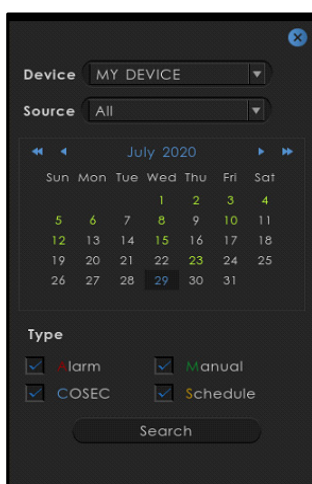 Device MY DEVICE
Source All
July 2020
Sun Mon Tue Wed Thu Fri Sat
1 2 3 4
5 6 7 8 9 10 11
12 13 14 15 16 17 18
19 20 21 22 23 24 25
26 27 28 29 30 31
Type
Alarm Manual
COSEC Schedule
Search